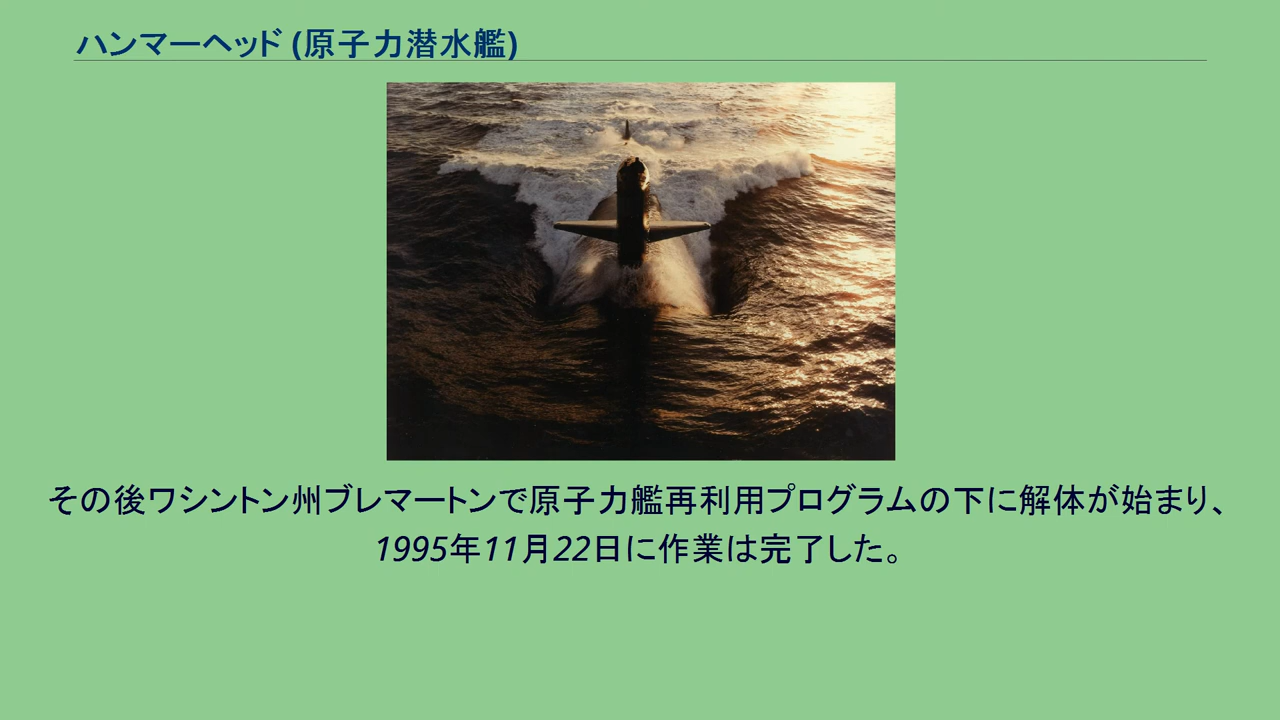 ハンマーヘッド (原子力潜水艦)
その後ワシントン州ブレマートンで原子力艦再利用プログラムの下に解体が始まり、
1995年11月22日に作業は完了した。